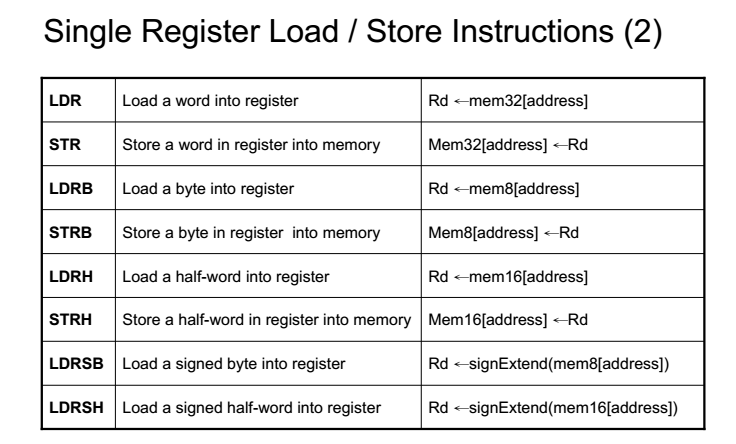 Single Register Load / Store Instructions (2)
LDR Load a word into register Rd ←mem32[address]
STR Store a word in register into memory Mem32[address] ←Rd
LDRB Load a byte into register Rd ←mem8[address]
STRB Store a byte in register into memory Mem8[address] ←Rd
LDRH Load a half-word into register Rd ←mem16[address]
STRH Store a half-word in register into memory Mem16[address] ←Rd
LDRSB Load a signed byte into register Rd ←signExtend(mem8[address])
LDRSH Load a signed half-word into register Rd ←signExtend(mem16[address])